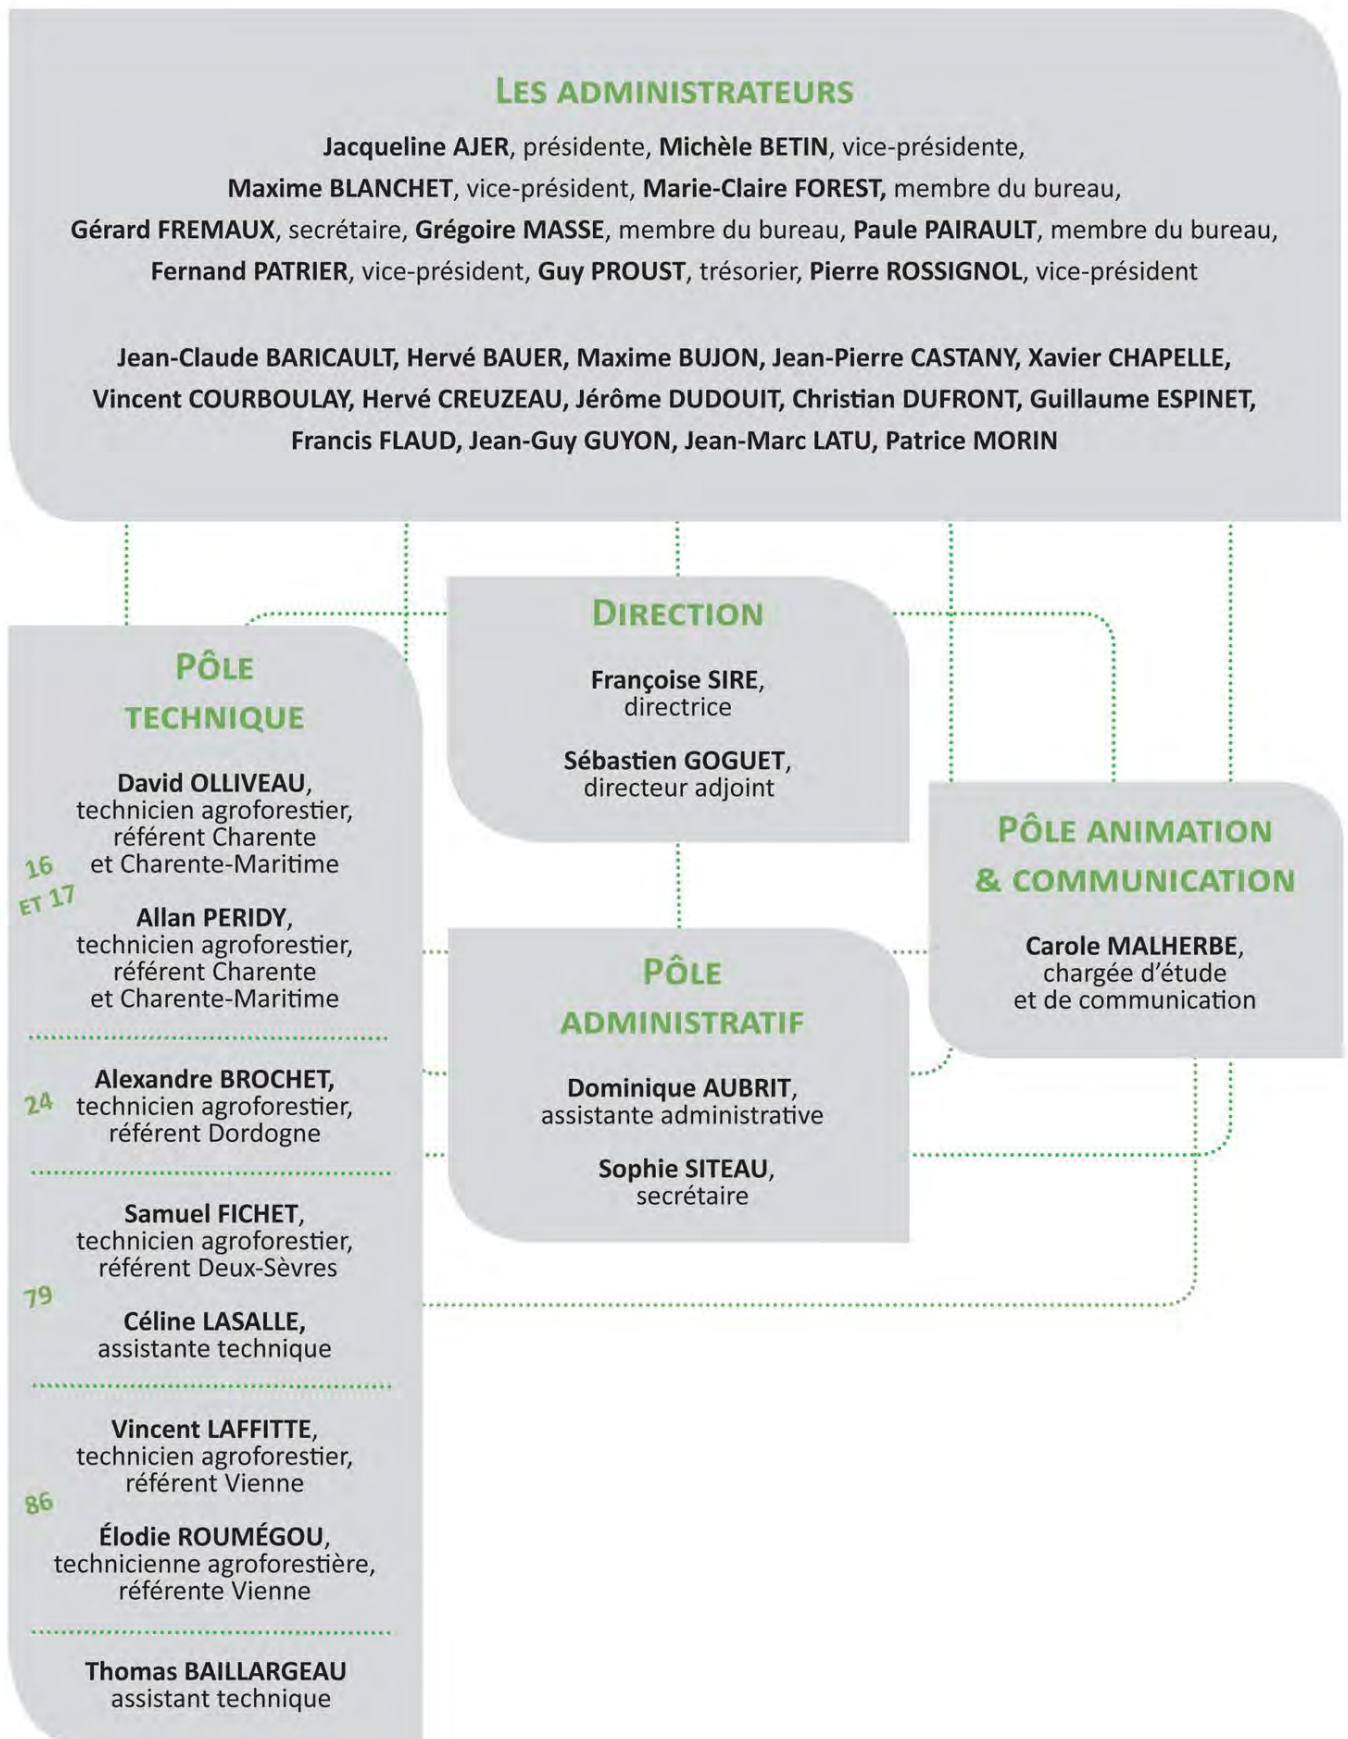 LES ADMINISTRATEURS
Jacqueline AJER, présidente, Michèle BETIN, vice-présidente,
Maxime BLANCHET, vice-président, Marie-Claire FOREST, membre du bureau,
Gérard FREMAUX, secrétaire, Grégoire MASSE, membre du bureau, Paule PAIRAULT, membre du bureau,
Fernand PATRIER, vice-président, Guy PROUST, trésorier, Pierre ROSSIGNOL, vice-président
Jean-Claude BARICAULT, Hervé BAUER, Maxime BUJON, Jean-Pierre CASTANY, Xavier CHAPELLE,
Vincent COURBOULAY, Hervé CREUZEAU, Jérôme DUDOUIT, Christian DUFRONT, Guillaume ESPINET,
Francis FLAUD, Jean-Guy GUYON, Jean-Marc LATU, Patrice MORIN
DIRECTION
Françoise SIRE,
directrice
Sébastien GOGUET,
directeur adjoint
PÔLE
TECHNIQUE
David OLLIVEAU,
technicien agroforestier,
référent Charente
et Charente-Maritime
16
ET 17
Allan PERIDY,
technicien agroforestier,
référent Charente
et Charente-Maritime
Alexandre BROCHET,
24
technicien agroforestier,
référent Dordogne
Samuel FICHET,
technicien agroforestier,
référent Deux-Sèvres
79
Céline LASALLE,
assistante technique
Vincent LAFFITTE,
technicien agroforestier,
référent Vienne
86
Élodie ROUMÉGOU,
technicienne agroforestière,
référente Vienne
Thomas BAILLARGEAU
assistant technique
PÔLE
ADMINISTRATIF
Dominique AUBRIT,
assistante administrative
Sophie SITEAU,
secrétaire
PÔLE ANIMATION
& COMMUNICATION
Carole MALHERBE,
chargée d'étude
et de communication